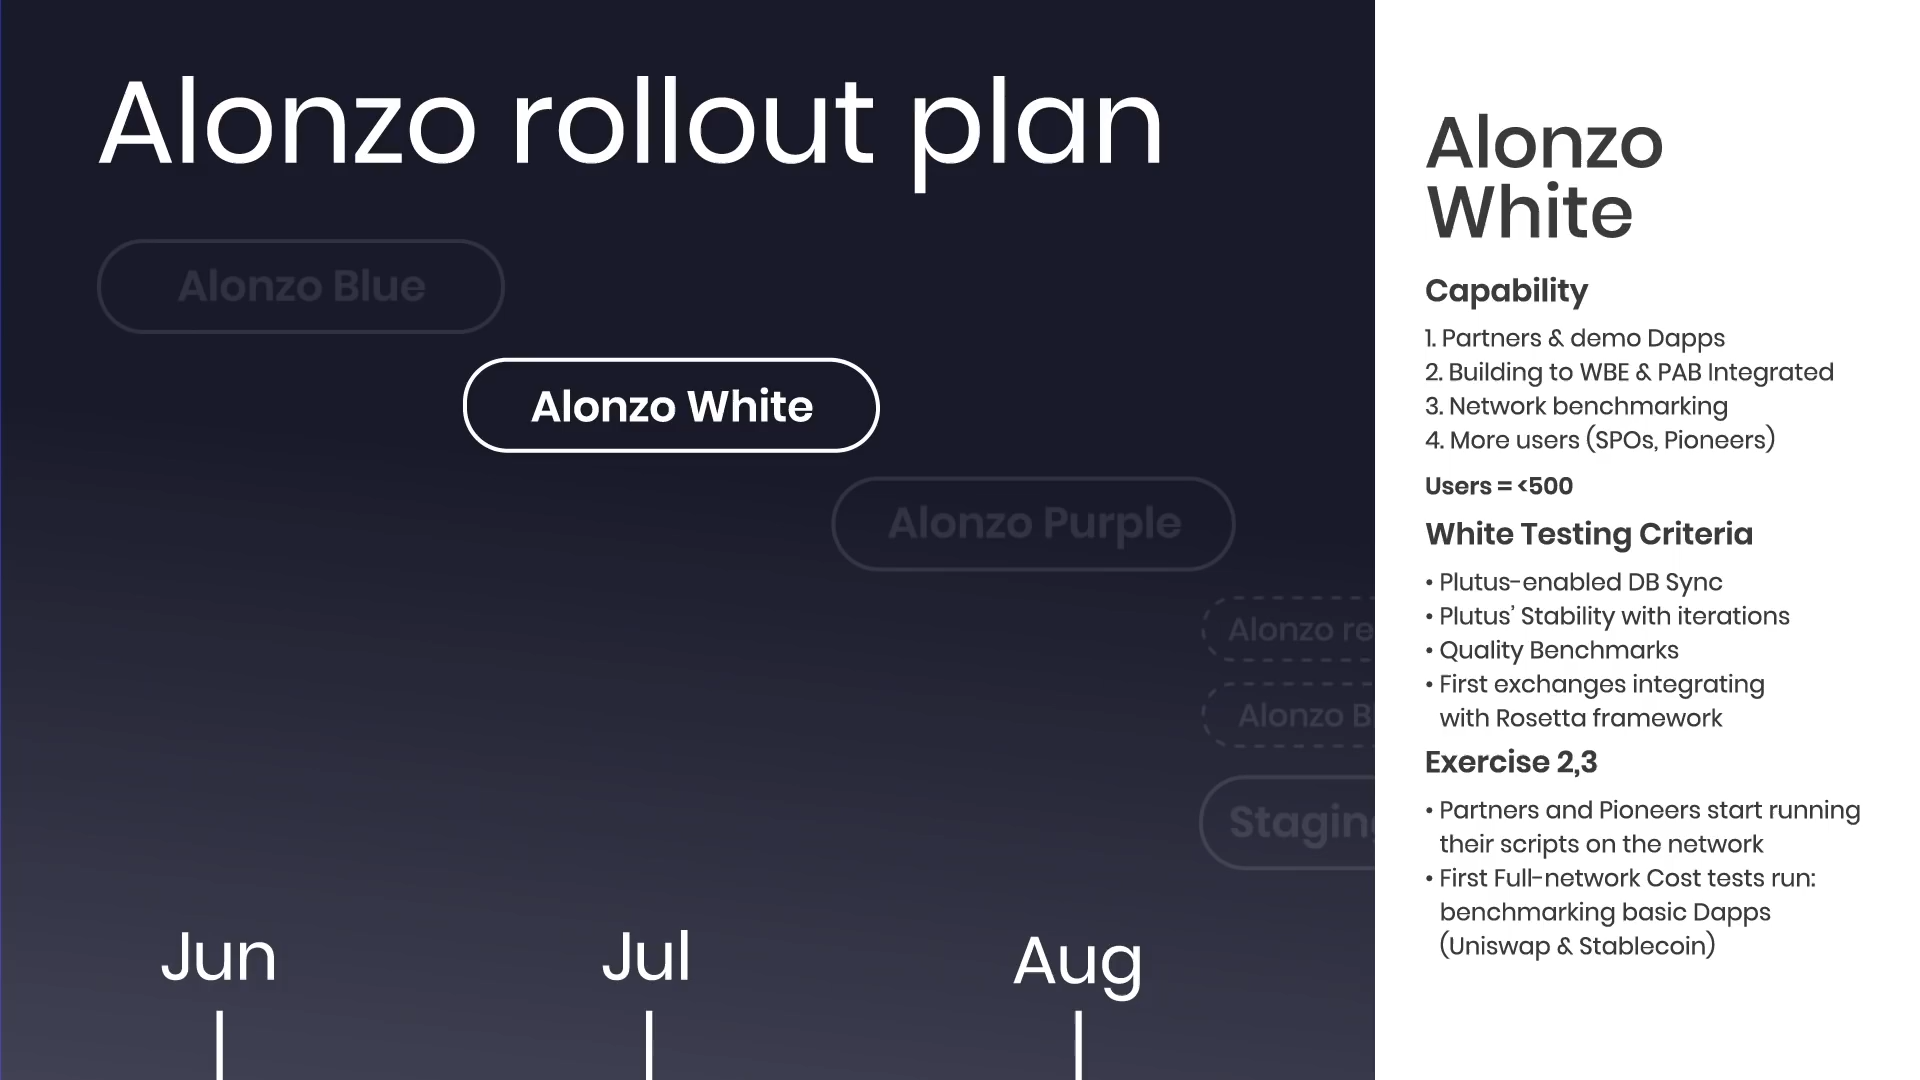 Alonzo rollout plan
Alonzo Blue
Alonzo White
Alonzo Purple
Alonzo
Alonzo
Jun
Jul
Aug
Alonzo
White
Capability
1. Partners & demo Dapps
2. Building to WBE & PAB Integrated
3. Network benchmarking
4. More users (SPOs, Pioneers)
Users = <500
White Testing Criteria
• Plutus-enabled DB Sync
• Plutus’ Stability with iterations
• Quality Benchmarks
• First exchanges integrating
with Rosetta framework
Exercise 2,3
• Partners and Pioneers start running
their scripts on the network
• First Full-network Cost tests run:
benchmarking basic Dapps
(Uniswap & Stablecoin)